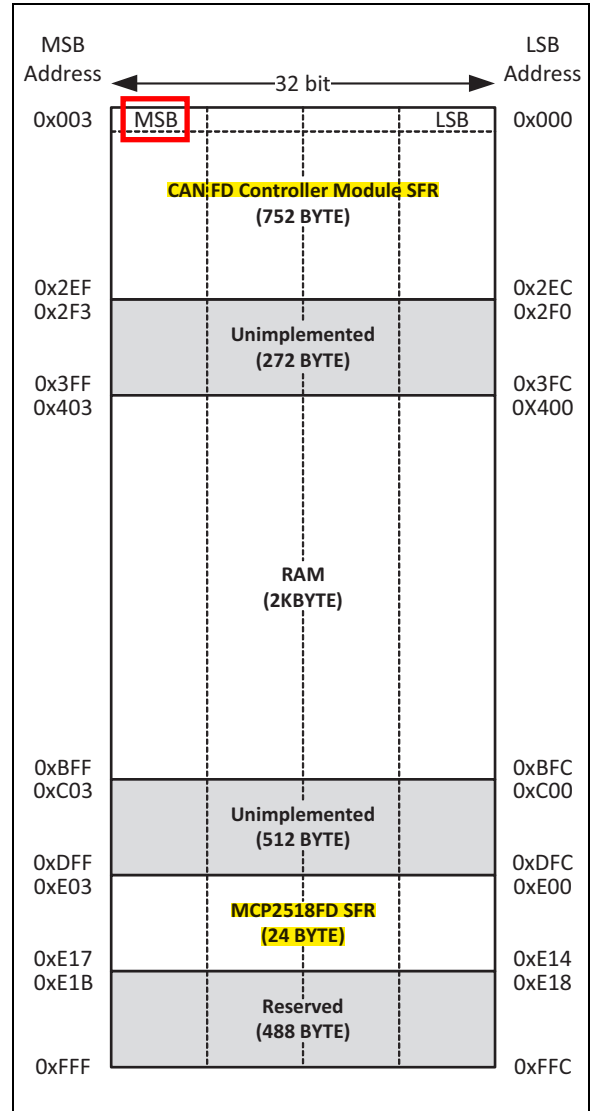 MSB
Address
LSB
Address
32 bit
0x003
MSB
LSB
0x000
CAN FD Controller Module SFR
(752 BYTE)
0x2EF
0x2EC
0x2F3
0x2F0
Unimplemented
(272 BYTE)
0x3FF
0x3FC
0x403
0X400
RAM
(2KBYTE)
0xBFF
0xBFC
0xC03
0xC00
Unimplemented
(512 BYTE)
0xDFF
0xDFC
0xE03
0xE00
MCP2518FD SFR
(24 BYTE)
0xE17
0xE14
0xE1B
0xE18
Reserved
(488 BYTE)
0xFFF
0xFFC